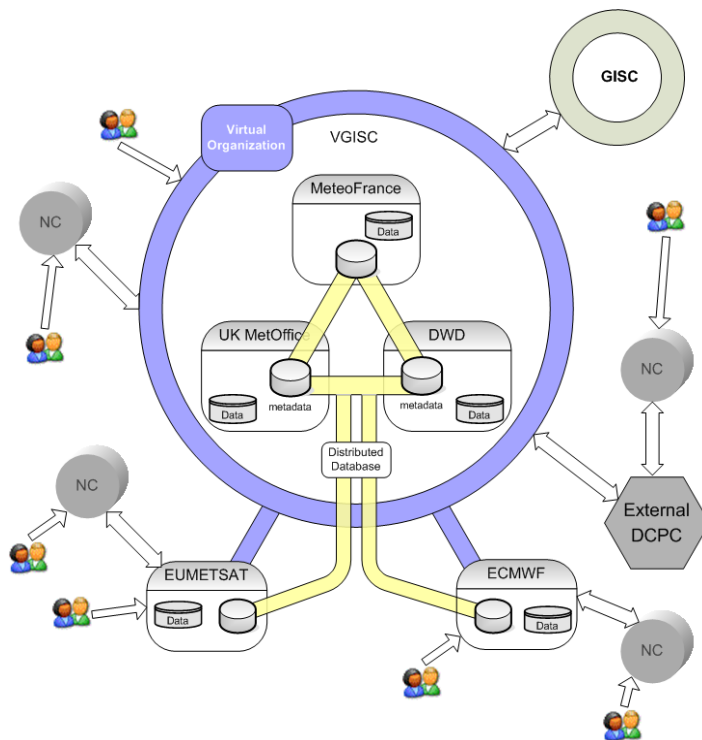 GISC
Virtual
Organization
VGISC
MeteoFrance
Data
NC
UK MetOffice
metadata
Data
DWD
metadata
Data
NC
Distributed
Database
NC
External
DCPC
EUMETSAT
Data
ECMWF
Data
NC